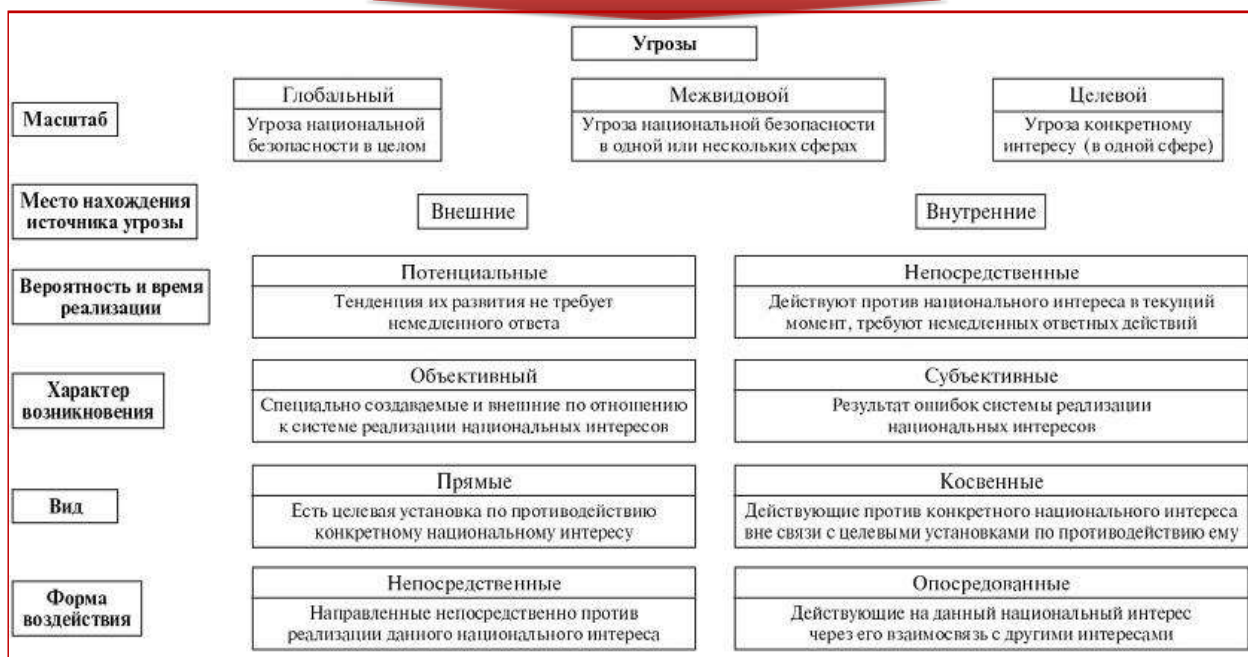 Угрозы
Масштаб
Глобальный
Угроза национальной
безопасности в целом
Межвидовой
Угроза национальной безопасности
в одной или нескольких сферах
Целевой
Угроза конкретному
интересу (в одной сфере)
Место нахождения
источника угрозы
Внешние
Внутренние
Вероятность и время
реализации
Потенциальные
Тенденция их развития не требует
немедленного ответа
Непосредственные
Действуют против национального интереса в текущий
момент, требуют немедленных ответных действий
Характер
возникновения
Объективный
Специально создаваемые и внешние по отношению
к системе реализации национальных интересов
Субъективные
Результат ошибок системы реализации
национальных интересов
Вид
Прямые
Есть целевая установка по противодействию
конкретному национальному интересу
Косвенные
Действующие против конкретного национального интереса
вне связи с целевыми установками по противодействию ему
Форма
воздействия
Непосредственные
Направленные непосредственно против
реализации данного национального интереса
Опосредованные
Действующие на данный национальный интерес
через его взаимосвязь с другими интересами